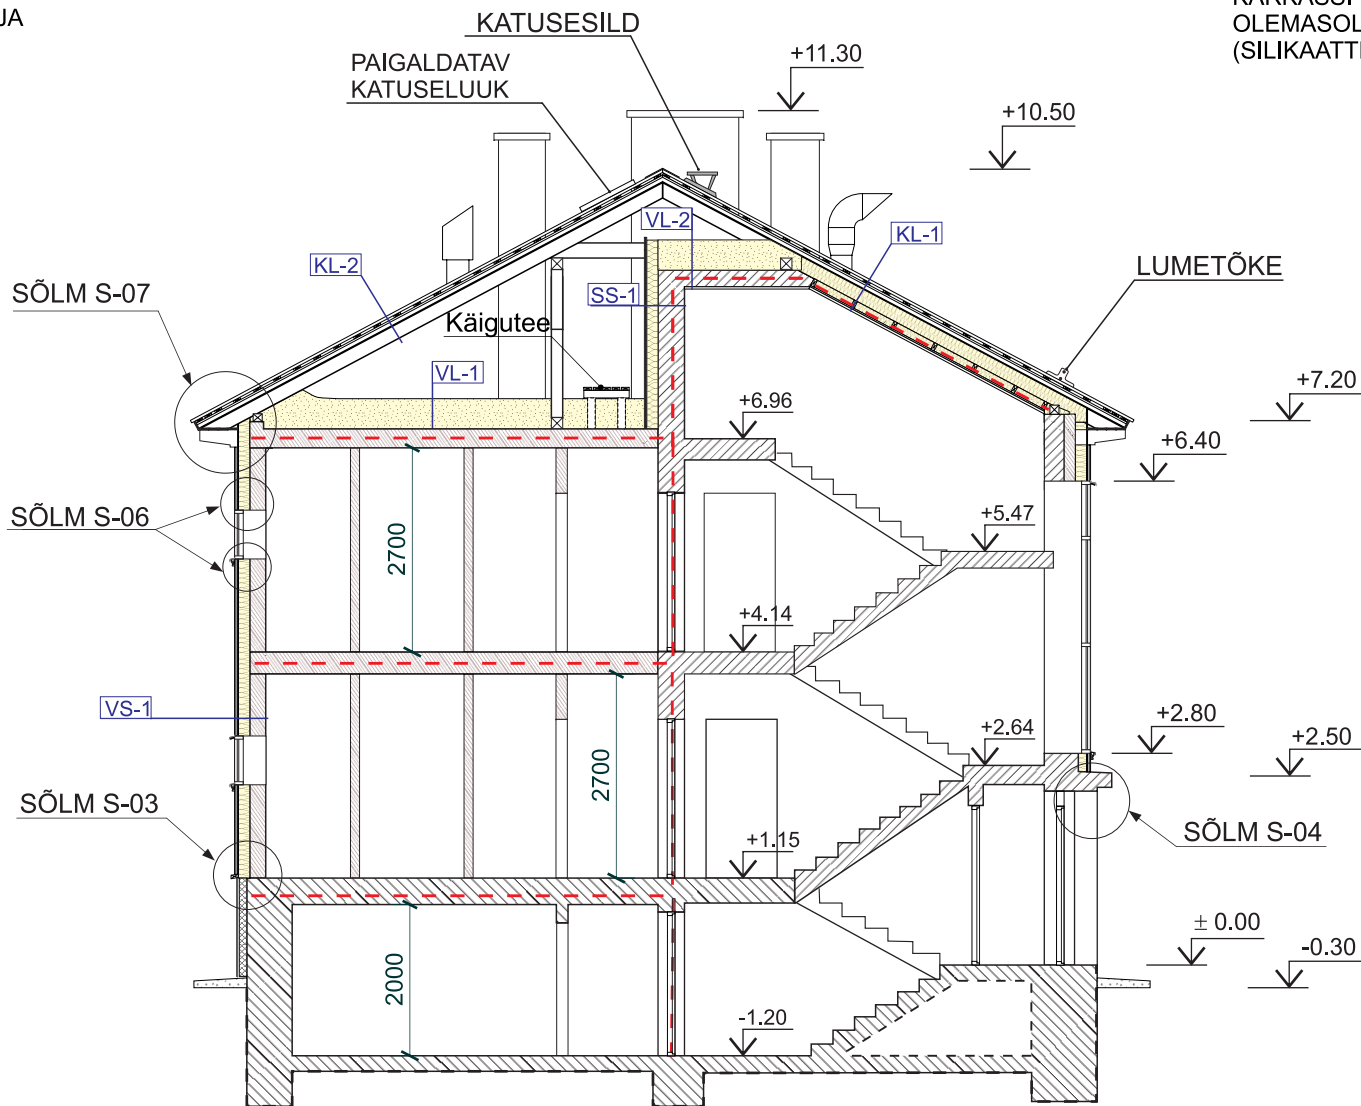 JA
KATUSESILD
OLEMASOL
(SILIKAATT
PAIGALDATAV
KATUSELUUK
+11.30
+10.50
VL-2
KL-1
KL-2
LUMETÕKE
SÕLM S-07
SS-1
Käigutee
VL-1
+7.20
+6.96
+6.40
SÕLM S-06
+5.47
2700
+4.14
VS-1
+2.80
+2.64
+2.50
2700
SÕLM S-03
SÕLM S-04
+1.15
± 0.00
-0.30
2000
-1.20